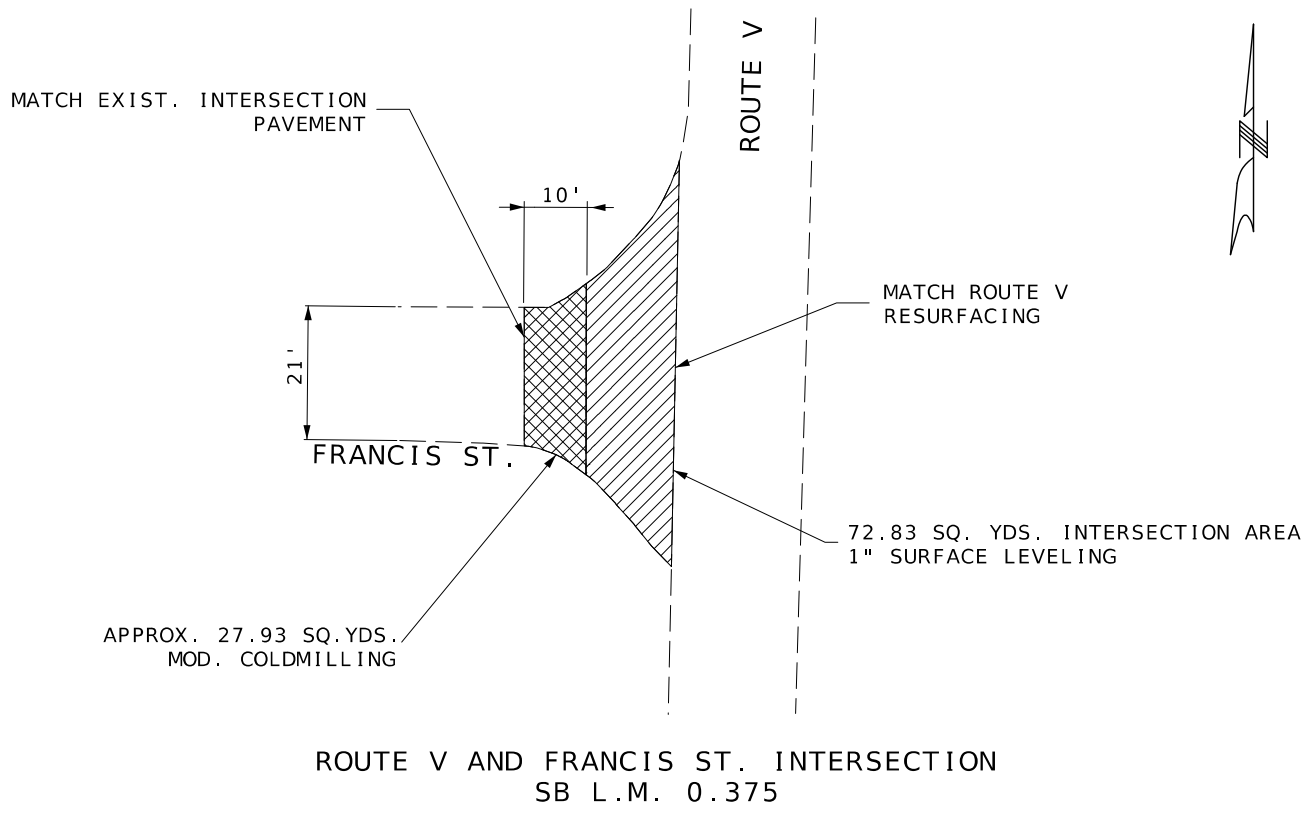 ROUTE V
MATCH EXIST. INTERSECTION
PAVEMENT
N
10'
MATCH ROUTE V
RESURFACING
21'
FRANCIS ST.
72.83 SQ. YDS. INTERSECTION AREA
1" SURFACE LEVELING
APPROX. 27.93 SQ.YDS.
MOD. COLDMILLING
ROUTE V AND FRANCIS ST. INTERSECTION
SB L.M. 0.375